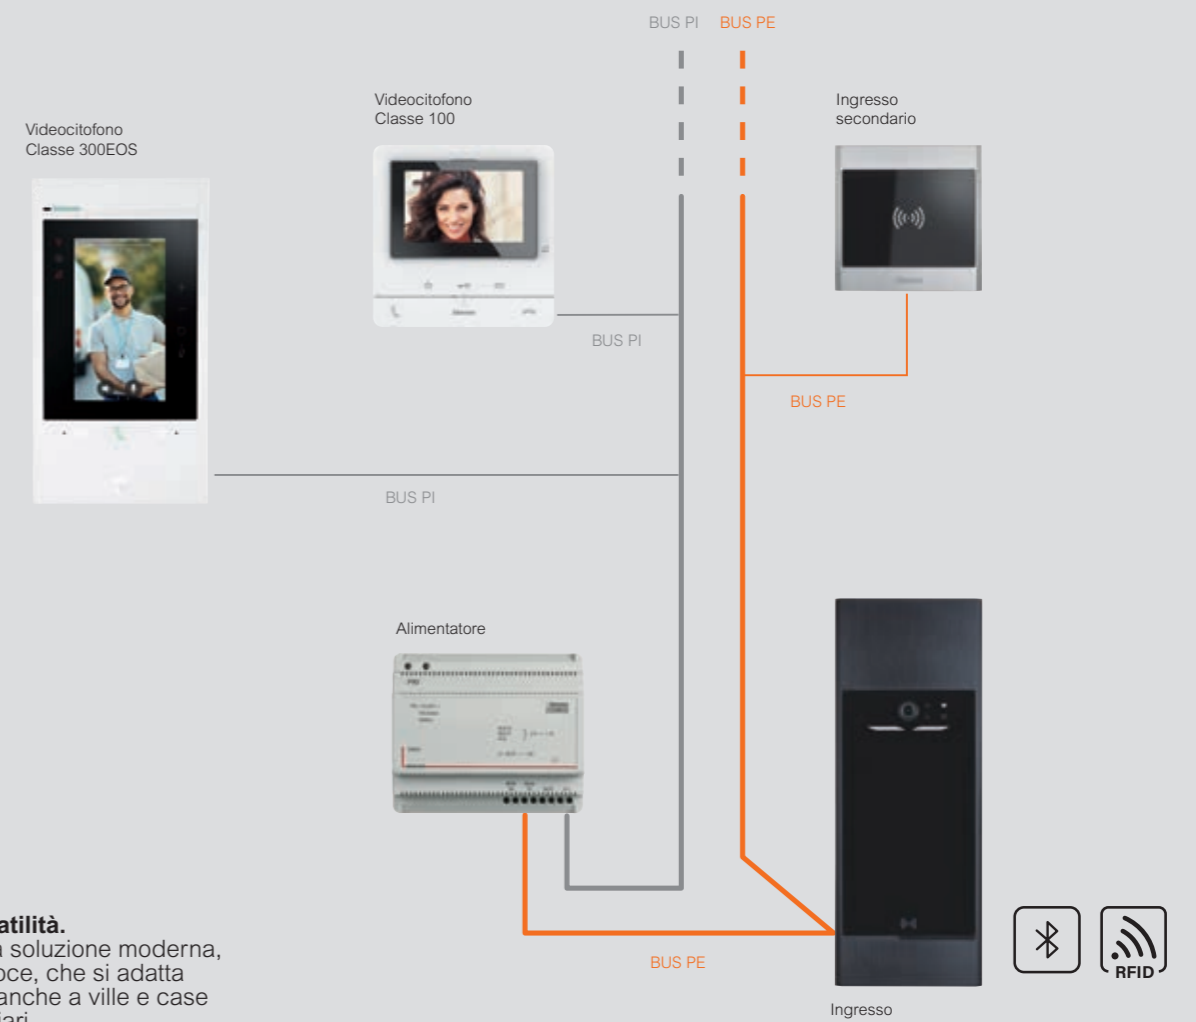 BUS PI
BUS PE
Videocitofono
Classe 100
Ingresso
secondario
Videocitofono
Classe 300EOS
BUS PI
BUS PE
BUS PI
Alimentatore
atilità.
soluzione moderna,
oce, che si adatta
anche a ville e case
iari
BUS PE
RFID
Ingresso